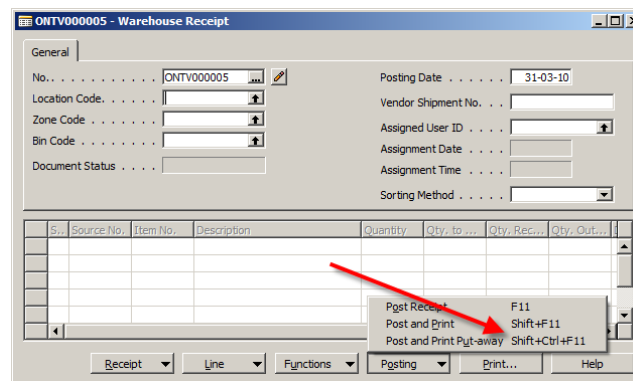 ONTV000005 - Warehouse Receipt
General
No. . . . . . . . . . . . ONTV000005
Location Code. . . . . .
Zone Code . . . . . . .
Bin Code . . . . . . . .
Document Status . . . .
Posting Date . . . . . . 31-03-10
Vendor Shipment No. . .
Assigned User ID . . . .
Assignment Date . . . .
Assignment Time . . . .
Sorting Method . . . . .
S.. Source No. Item No. Description Quantity Qty. to ... Qty. Rec... Qty. Out...
Post Receipt F11
Post and Print Shift+F11
Post and Print Put-away Shift+Ctrl+F11
Receipt Line Functions Posting Print... Help